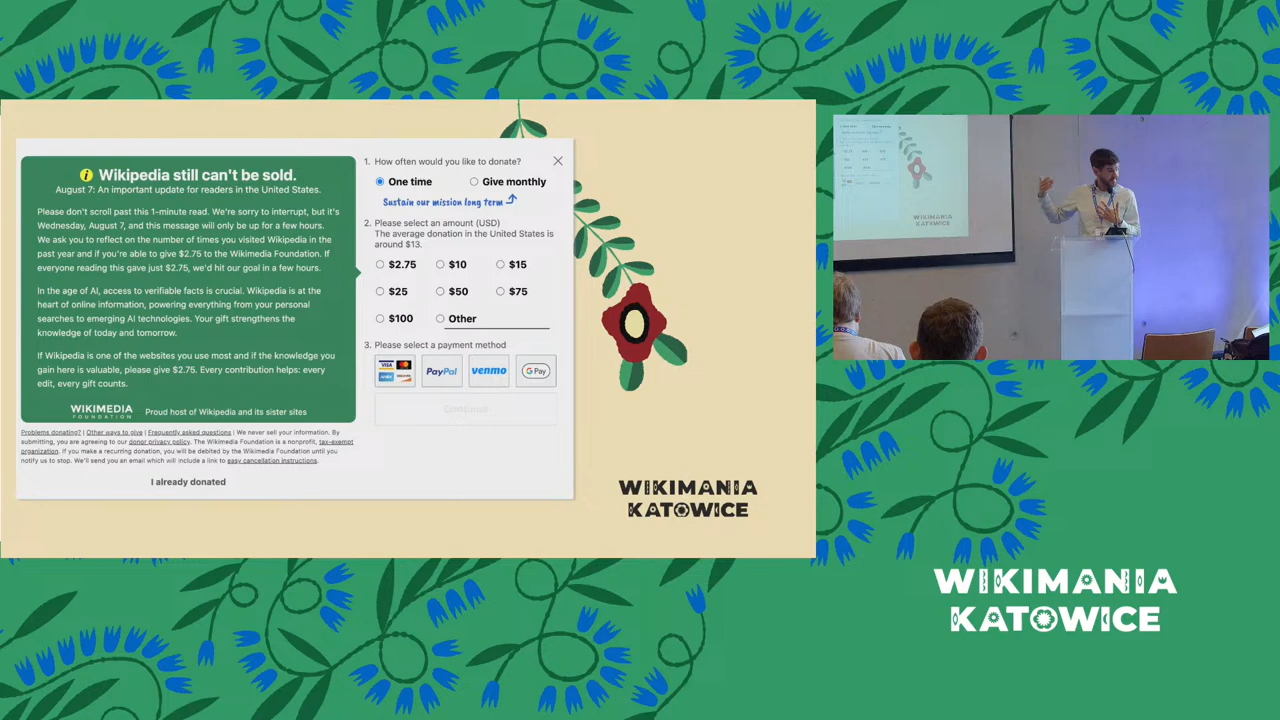 Wikipedia still can't be sold.
August 7: An important update for readers in the United States.
Please don't scroll past this 1-minute read. We're sorry to interrupt, but it's
Wednesday, August 7, and this message will only be up for a few hours.
We ask you to reflect on the number of times you visited Wikipedia in the
past year and if you're able to give $2.75 to the Wikimedia Foundation. If
everyone reading this gave just $2.75, we'd hit our goal in a few hours.
In the age of AI, access to verifiable facts is crucial. Wikipedia is at the
heart of online information, powering everything from your personal
searches to emerging AI technologies. Your gift strengthens the
knowledge of today and tomorrow.
If Wikipedia is one of the websites you use most and if the knowledge you
gain here is valuable, please give $2.75. Every contribution helps: every
edit, every gift counts.
WIKIMEDIA
FOUNDATION
Proud host of Wikipedia and its sister sites
Problems donating? | Other ways to give | Frequently asked questions | We never sell your information. By
submitting, you are agreeing to our donor privacy policy. The Wikimedia Foundation is a nonprofit, tax-exempt
organization. If you make a recurring donation, you will be debited by the Wikimedia Foundation until you
notify us to stop. We'll send you an email which will include a link to easy cancellation instructions.
I already donated
1. How often would you like to donate?
One time Give monthly
Sustain our mission long term
2. Please select an amount (USD)
The average donation in the United States is
around $13.
$2.75 $10 $15
$25 $50 $75
$100 Other
3. Please select a payment method
VISA PayPal venmo G Pay
Continue
WIKIMANIA
KATOWICE
WIKIMANIA
KATOWICE
WIKIMANIA
KATOWICE